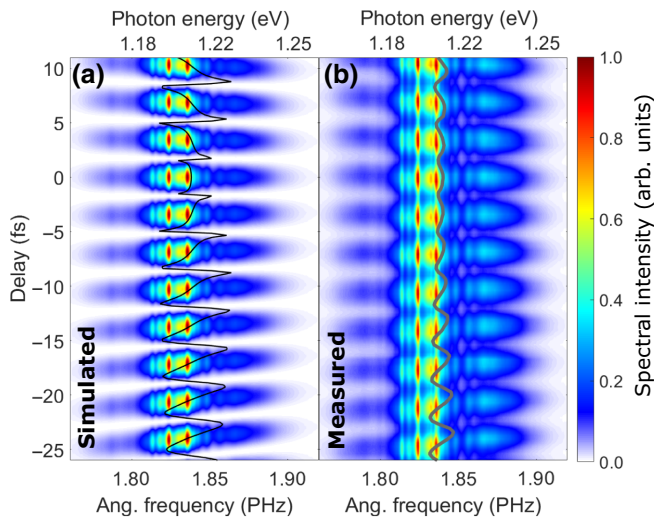 Photon energy (eV) Photon energy (eV)
1.19 1.22 1.25 1.19 1.22 1.25
(a) (b)
10
5
0
−5
−10
−15
−20
−25
Delay (fs)
Simulated
Measured
1.80 1.85 1.90 1.80 1.85 1.90
Ang. frequency (PHz) Ang. frequency (PHz)
1.0
0.8
0.6
0.4
0.2
0.0
Spectral intensity (arb. units)